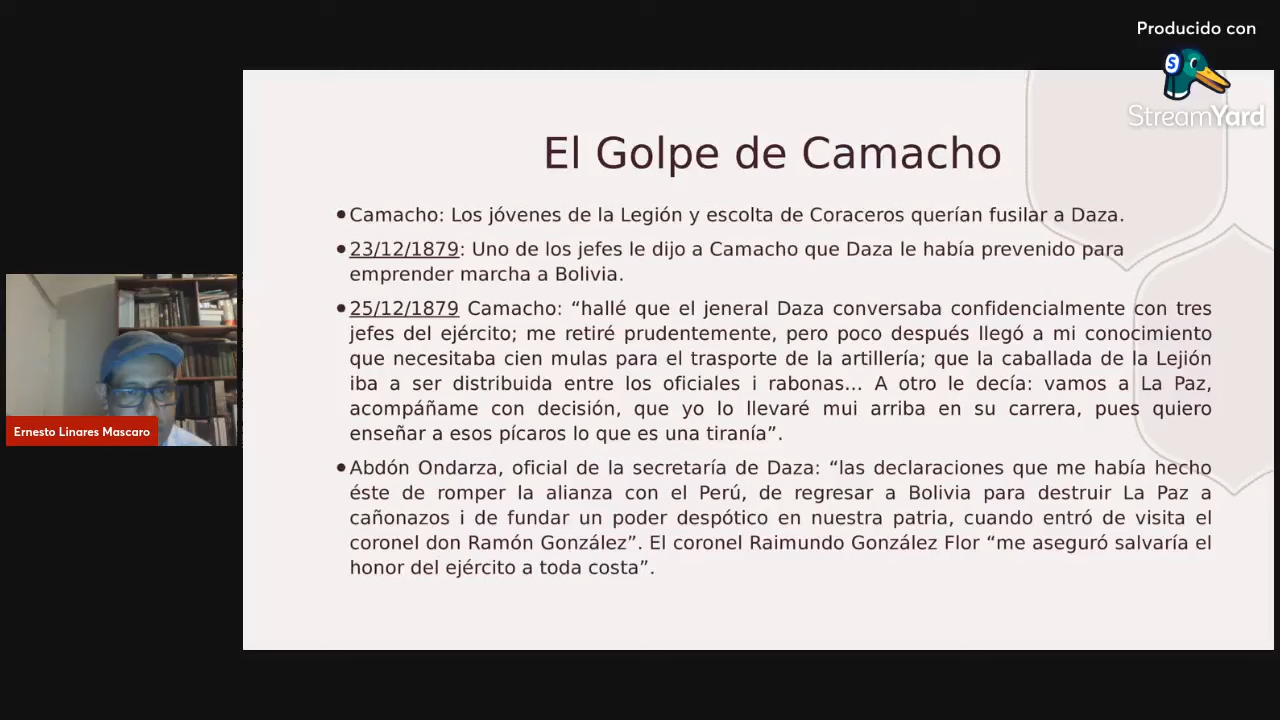 Producido con
StreamYard
El Golpe de Camacho
•Camacho: Los jóvenes de la Legión y escolta de Coraceros querían fusilar a Daza.
•23/12/1879: Uno de los jefes le dijo a Camacho que Daza le había prevenido para
emprender marcha a Bolivia.
•25/12/1879 Camacho: “hallé que el jeneral Daza conversaba confidencialmente con tres
jefes del ejército; me retiré prudentemente, pero poco después llegó a mi conocimiento
que necesitaba cien mulas para el trasporte de la artillería; que la caballada de la Lejión
iba a ser distribuida entre los oficiales i rabonas... A otro le decía: vamos a La Paz,
acompáñame con decisión, que yo lo llevaré mui arriba en su carrera, pues quiero
enseñar a esos pícaros lo que es una tiranía”.
•Abdón Ondarza, oficial de la secretaría de Daza: “las declaraciones que me había hecho
éste de romper la alianza con el Perú, de regresar a Bolivia para destruir La Paz a
cañonazos i de fundar un poder despótico en nuestra patria, cuando entró de visita el
coronel don Ramón González”. El coronel Raimundo González Flor “me aseguró salvaría el
honor del ejército a toda costa”.
Ernesto Linares Mascaro